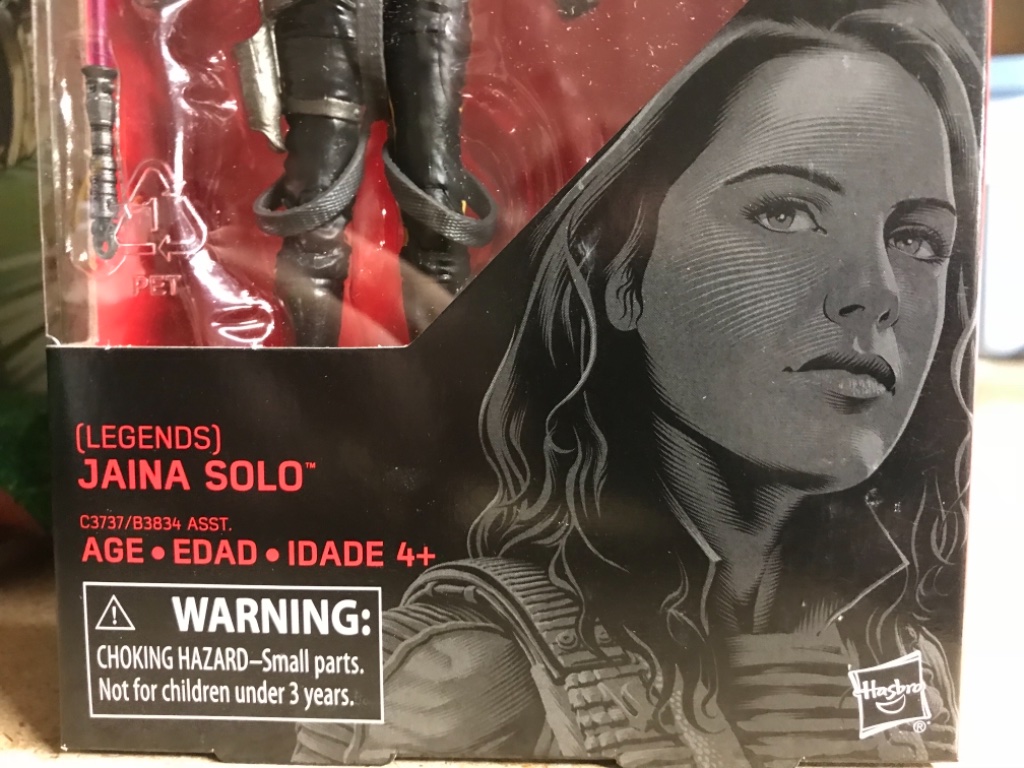 1
PET
(LEGENDS)
JAINA SOLO™
C3737/B3834 ASST.
AGE • EDAD • IDADE 4+
WARNING:
CHOKING HAZARD–Small parts.
Not for children under 3 years.
Hasbro
®